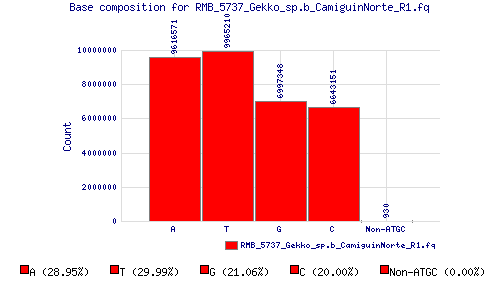 Base composition for RMB_5737_Gekko_sp.b_CamiguinNorte_R1.fq
9616571
9965210
6997348
6643151
930
10000000
8000000
6000000
4000000
2000000
0
Count
A T G C Non-ATGC
RMB_5737_Gekko_sp.b_CamiguinNorte_R1.fq
A (28.95%) T (29.99%) G (21.06%) C (20.00%) Non-ATGC (0.00%)